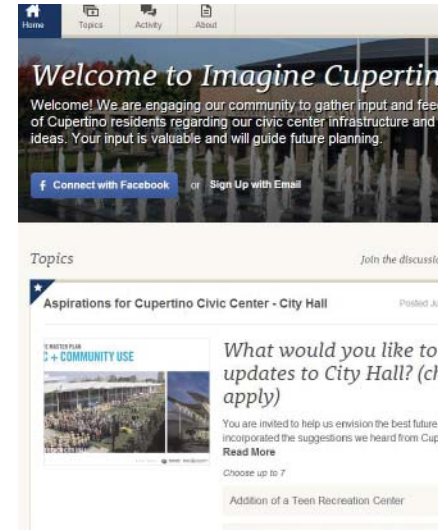 Home Topics Activity About
Welcome to Imagine Cupertin
Welcome! We are engaging our community to gather input and fee
of Cupertino residents regarding our civic center infrastructure and
ideas. Your input is valuable and will guide future planning.
f Connect with Facebook or Sign Up with Email
Topics Join the discussio
Aspirations for Cupertino Civic Center - City Hall Posted Ju
E MASTER PLAN
C + COMMUNITY USE
What would you like to
updates to City Hall? (ch
apply)
You are invited to help us envision the best future
incorporated the suggestions we heard from Cup
Read More
Choose up to 7
Addition of a Teen Recreation Center